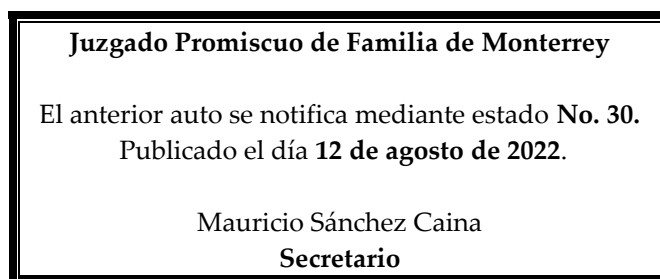 Juzgado Promiscuo de Familia de Monterrey
El anterior auto se notifica mediante estado No. 30.
Publicado el día 12 de agosto de 2022.
Mauricio Sánchez Caina
Secretario